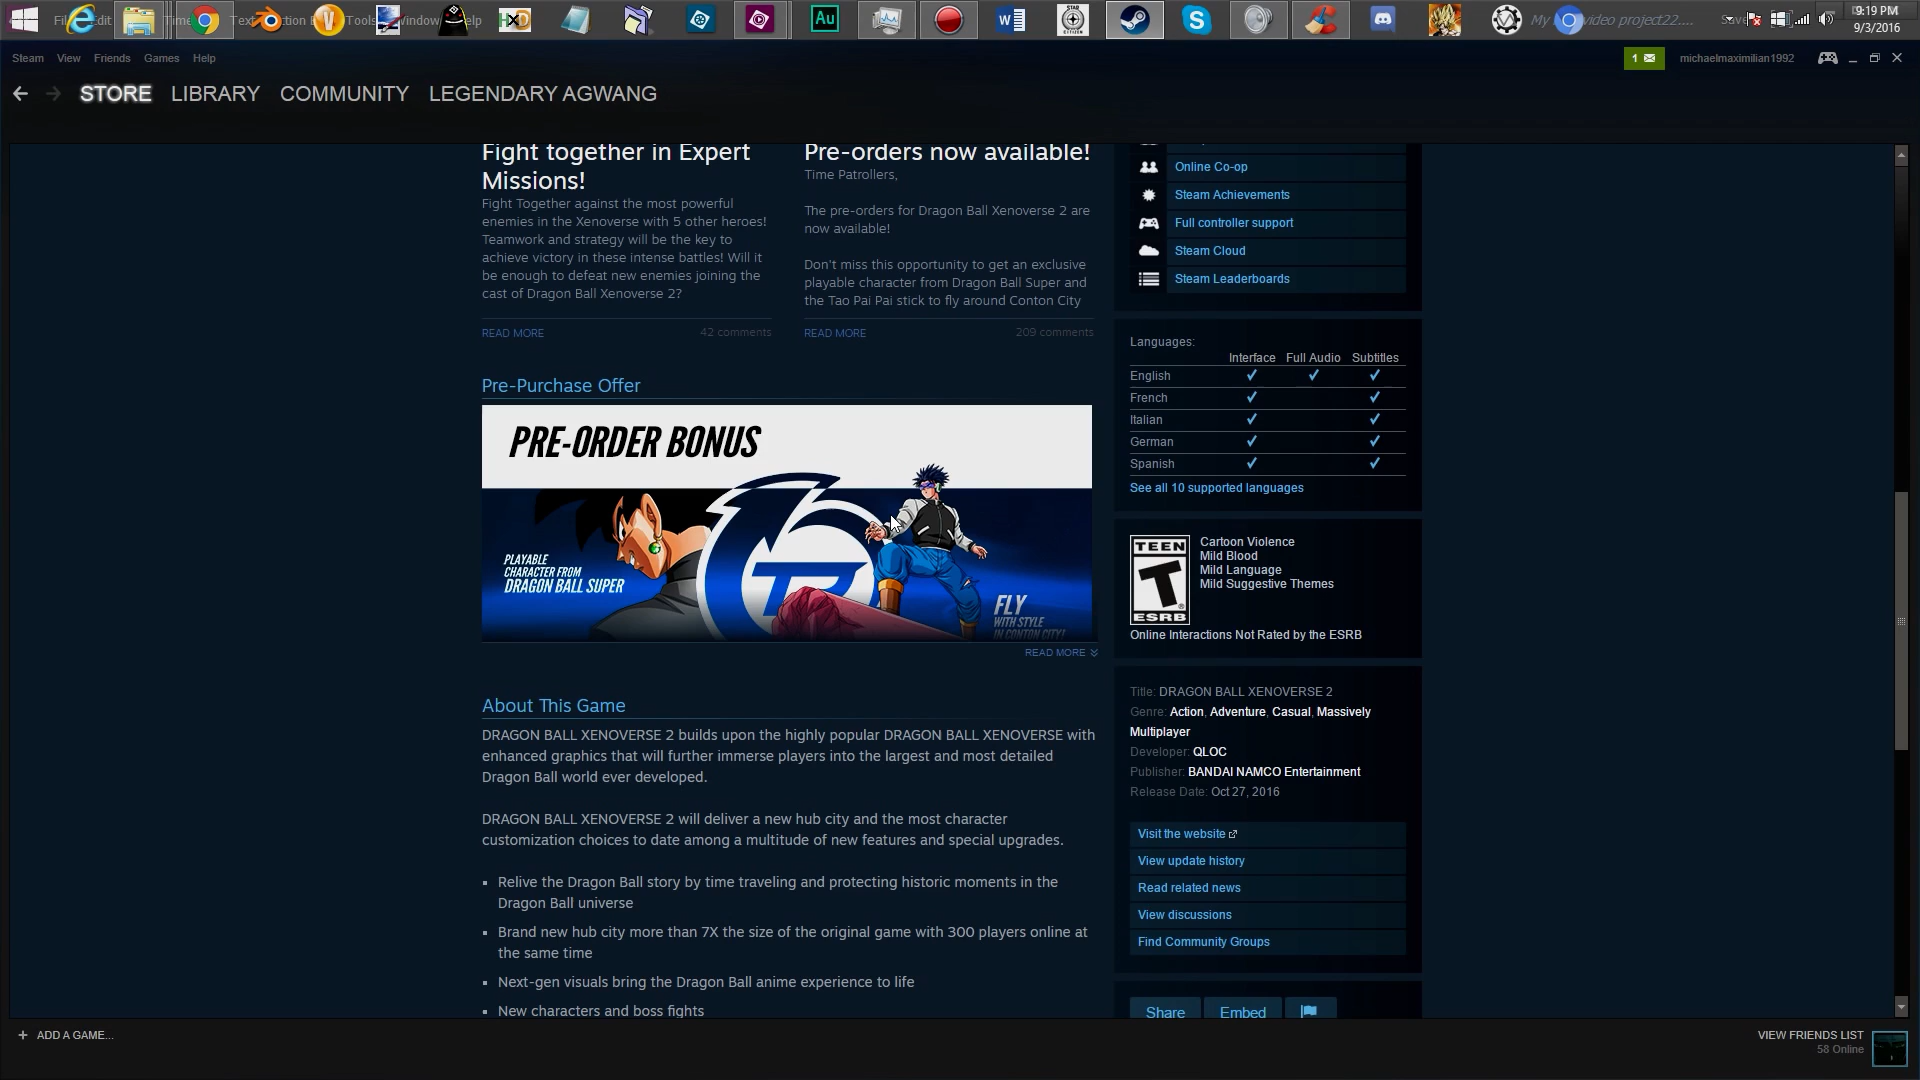 File Edit Time Text Action Tools Window Help
My video project22....
Save
9:19 PM
9/3/2016
Steam View Friends Games Help
1
michaelmaximilian1992
STORE LIBRARY COMMUNITY LEGENDARY AGWANG
Fight together in Expert
Missions!
Fight Together against the most powerful
enemies in the Xenoverse with 5 other heroes!
Teamwork and strategy will be the key to
achieve victory in these intense battles! Will it
be enough to defeat new enemies joining the
cast of Dragon Ball Xenoverse 2?
READ MORE 42 comments
Pre-orders now available!
Time Patrollers,
The pre-orders for Dragon Ball Xenoverse 2 are
now available!
Don't miss this opportunity to get an exclusive
playable character from Dragon Ball Super and
the Tao Pai Pai stick to fly around Conton City
READ MORE 209 comments
Pre-Purchase Offer
PRE-ORDER BONUS
PLAYABLE
CHARACTER FROM
DRAGON BALL SUPER
FLY
WITH STYLE
IN CONTON CITY!
READ MORE
About This Game
DRAGON BALL XENOVERSE 2 builds upon the highly popular DRAGON BALL XENOVERSE with
enhanced graphics that will further immerse players into the largest and most detailed
Dragon Ball world ever developed.
DRAGON BALL XENOVERSE 2 will deliver a new hub city and the most character
customization choices to date among a multitude of new features and special upgrades.
Relive the Dragon Ball story by time traveling and protecting historic moments in the
Dragon Ball universe
Brand new hub city more than 7X the size of the original game with 300 players online at
the same time
Next-gen visuals bring the Dragon Ball anime experience to life
New characters and boss fights
Online Co-op
Steam Achievements
Full controller support
Steam Cloud
Steam Leaderboards
Languages:
Interface Full Audio Subtitles
English ✓ ✓ ✓
French ✓ ✓
Italian ✓ ✓
German ✓ ✓
Spanish ✓ ✓
See all 10 supported languages
TEEN
T
ESRB
Cartoon Violence
Mild Blood
Mild Language
Mild Suggestive Themes
Online Interactions Not Rated by the ESRB
Title: DRAGON BALL XENOVERSE 2
Genre: Action, Adventure, Casual, Massively
Multiplayer
Developer: QLOC
Publisher: BANDAI NAMCO Entertainment
Release Date: Oct 27, 2016
Visit the website
View update history
Read related news
View discussions
Find Community Groups
Share Embed
+ ADD A GAME...
VIEW FRIENDS LIST
58 Online